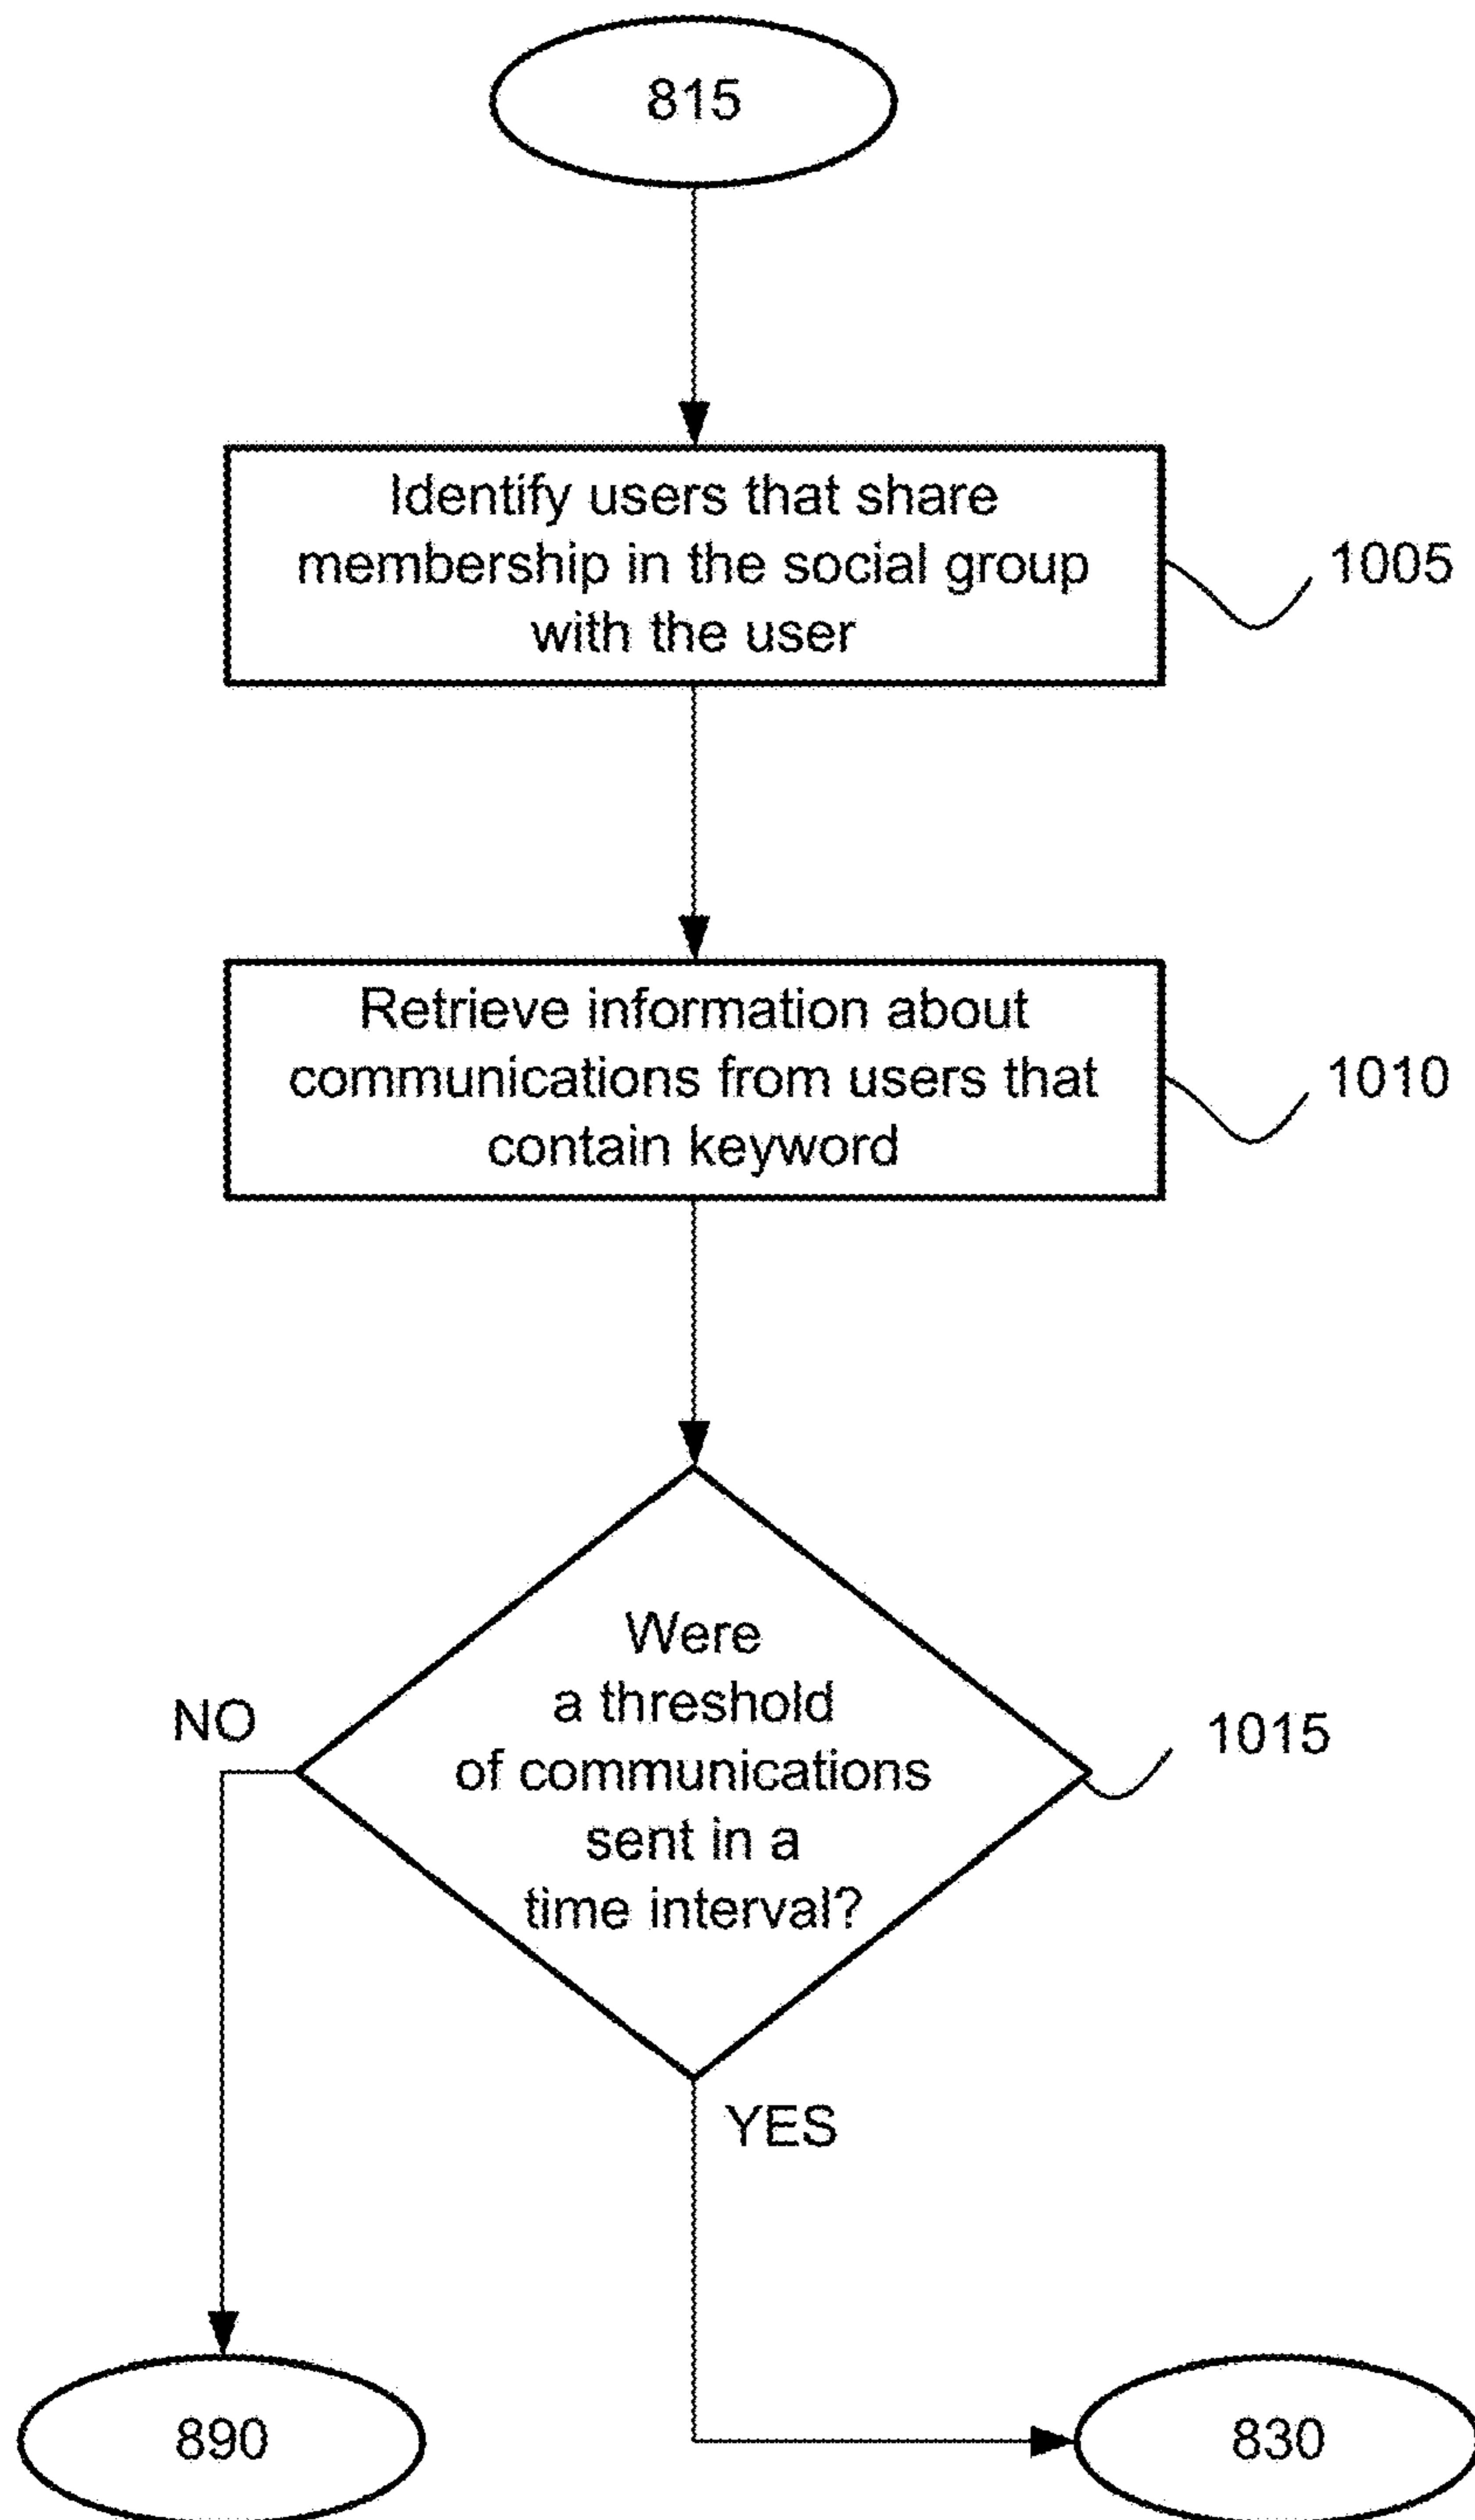 815
Identify users that share
membership in the social group
with the user
1005
Retrieve information about
communications from users that
contain keyword
1010
Were
a threshold
of communications
sent in a
time interval?
NO
1015
YES
890
830